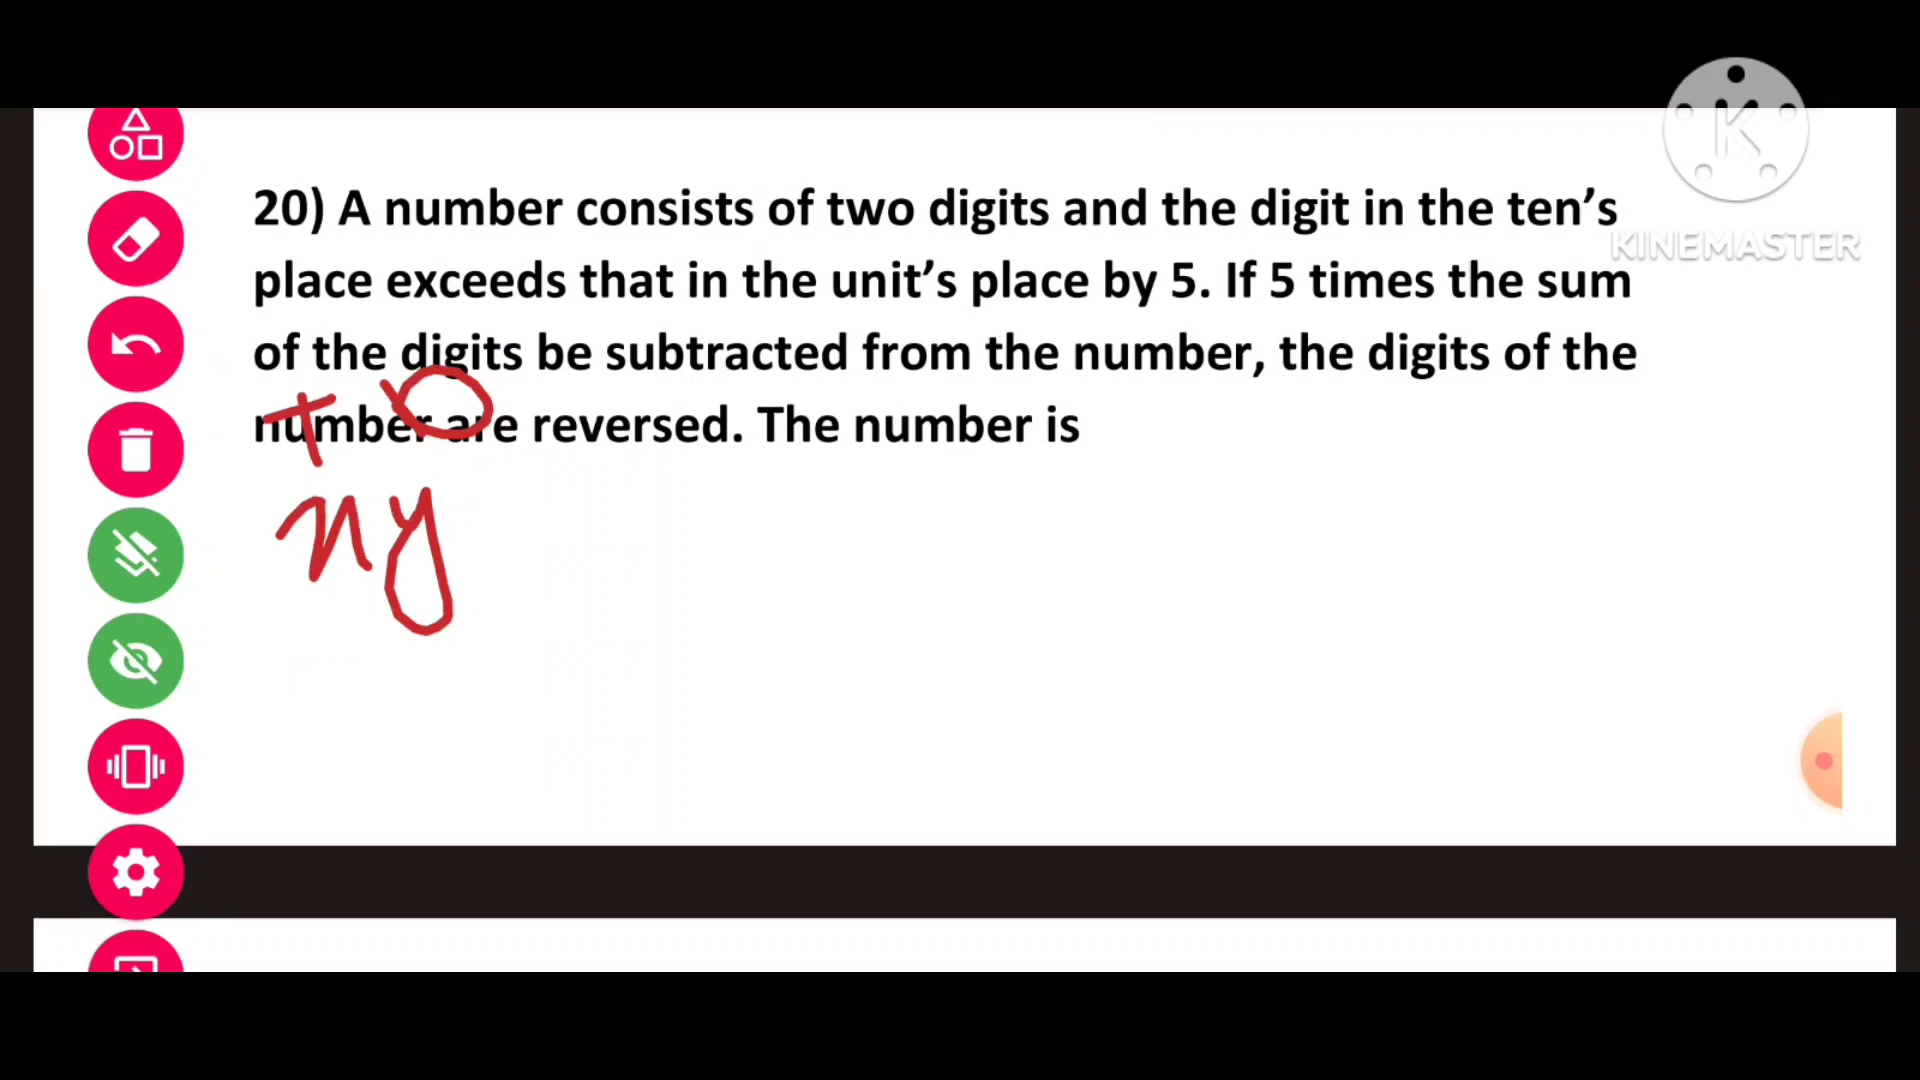 20) A number consists of two digits and the digit in the ten’s
place exceeds that in the unit’s place by 5. If 5 times the sum
of the digits be subtracted from the number, the digits of the
number are reversed. The number is
xy
K
KINEMASTER